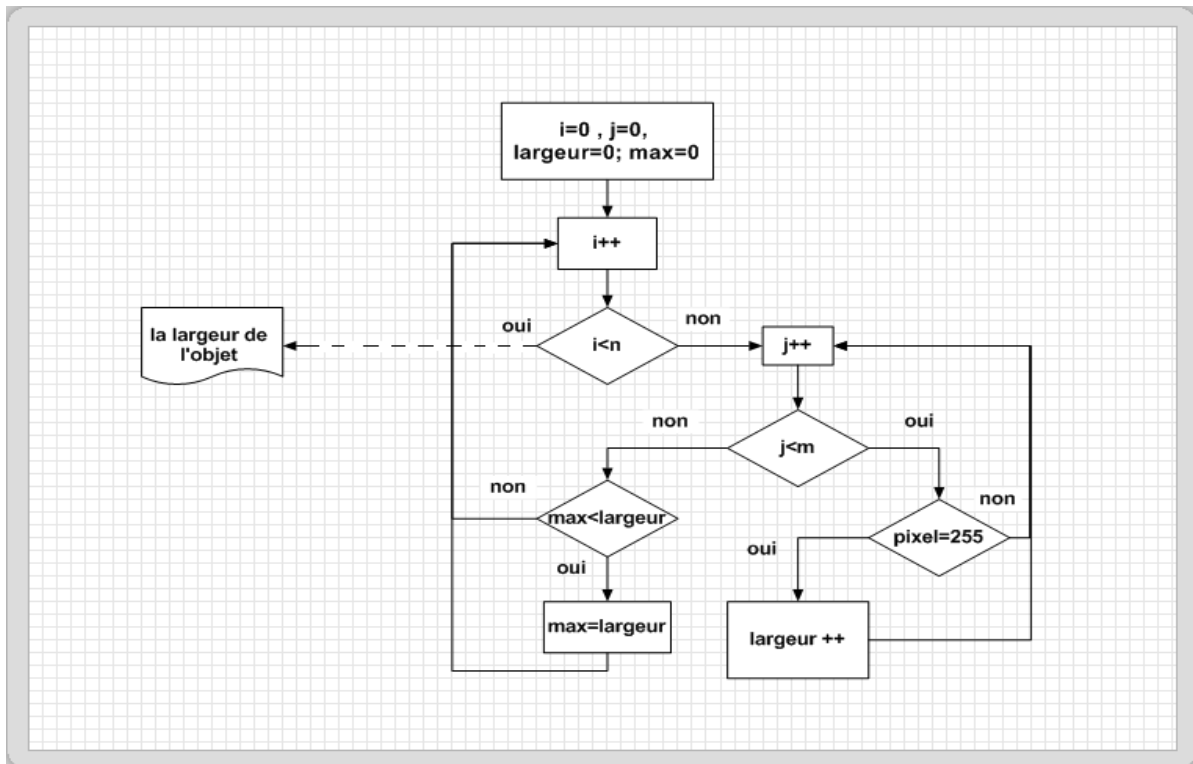 i=0 , j=0,
largeur=0; max=0
i++
oui
non
i<n
la largeur de
l'objet
j++
non
oui
j<m
non
max<largeur
non
pixel=255
oui
oui
max=largeur
largeur ++